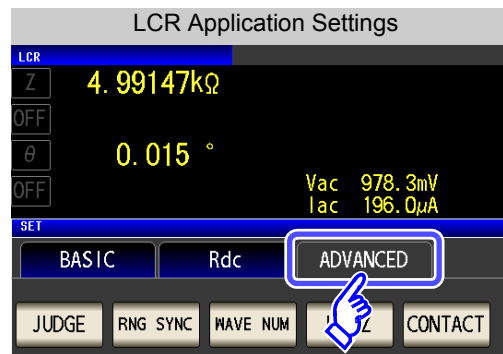 LCR Application Settings
LCR
Z 4.99147kΩ
OFF
θ 0.015 °
OFF
Vac 978.3mV
Iac 196.0μA
SET
BASIC Rdc ADVANCED
JUDGE RNG SYNC WAVE NUM Z CONTACT